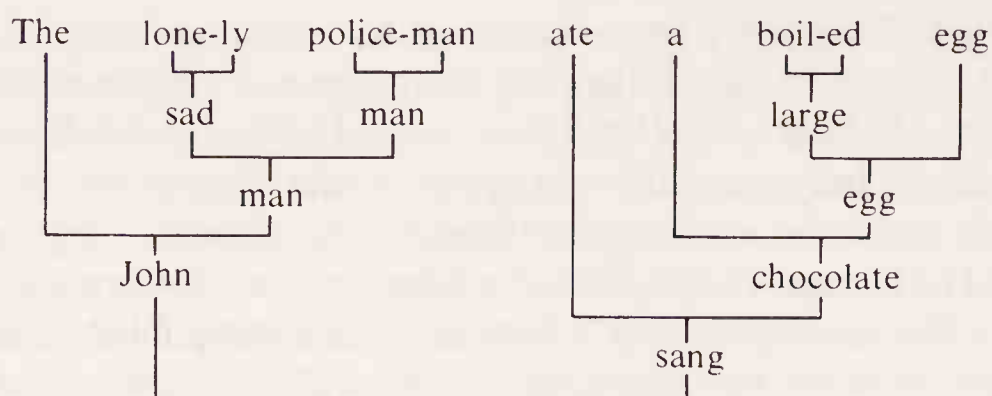 The lone-ly police-man ate a boil-ed egg
sad man large
man egg
John chocolate
sang